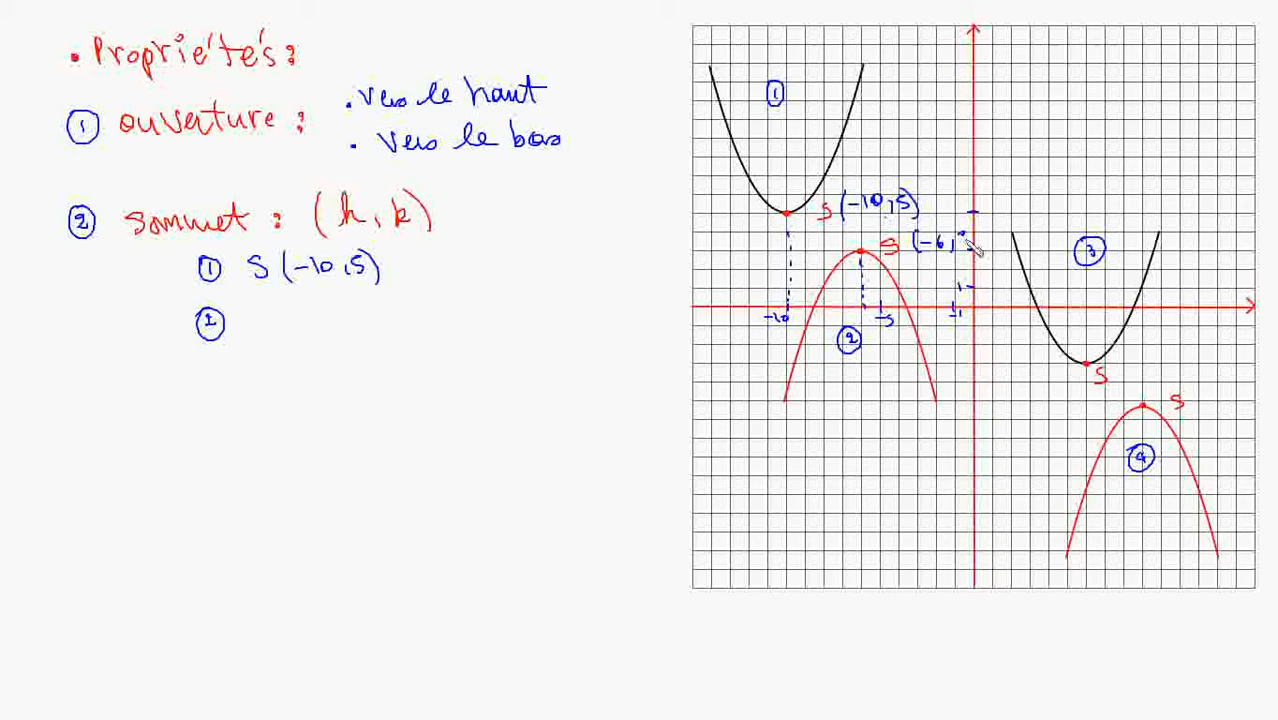 • Propriétés :
① ouverture : • vers le haut
• vers le bas
② sommet : (h, k)
① S (-10, 5)
②
①
S (-10, 5)
S (-6,
1
-10
-5
-1
②
③
S
S
④